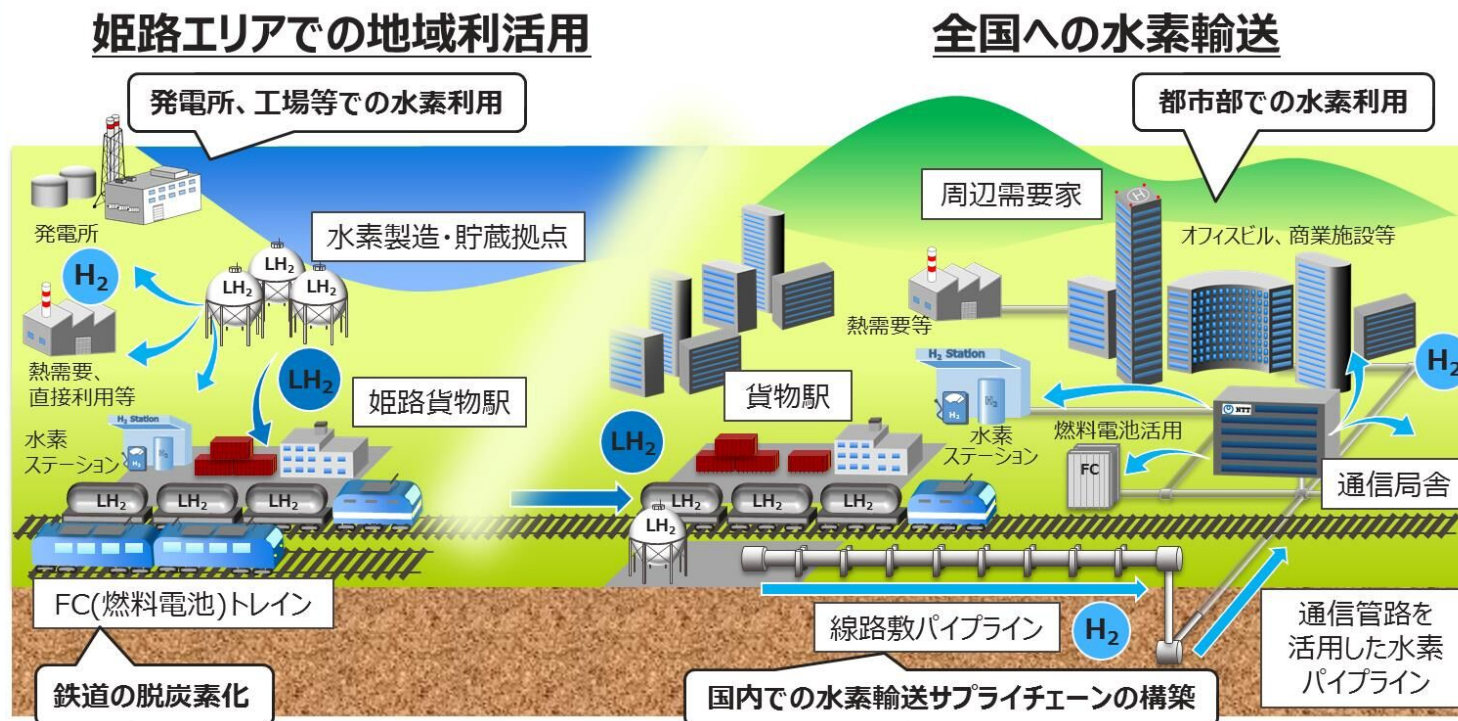 姫路エリアでの地域利活用
全国への水素輸送
発電所、工場等での水素利用
都市部での水素利用
周辺需要家
水素製造・貯蔵拠点
発電所
オフィスビル、商業施設等
H₂
LH₂
LH₂
LH₂
熱需要等
熱需要、
直接利用等
LH₂
姫路貨物駅
貨物駅
H₂ Station
H₂
H₂
H₂
H₂ Station
H₂
水素
ステーション
LH₂
水素
ステーション
燃料電池活用
NTT
FC
通信局舎
LH₂
LH₂
LH₂
LH₂
LH₂
LH₂
LH₂
FC(燃料電池)トレイン
線路敷パイプライン
H₂
通信管路を
活用した水素
パイプライン
鉄道の脱炭素化
国内での水素輸送サプライチェーンの構築